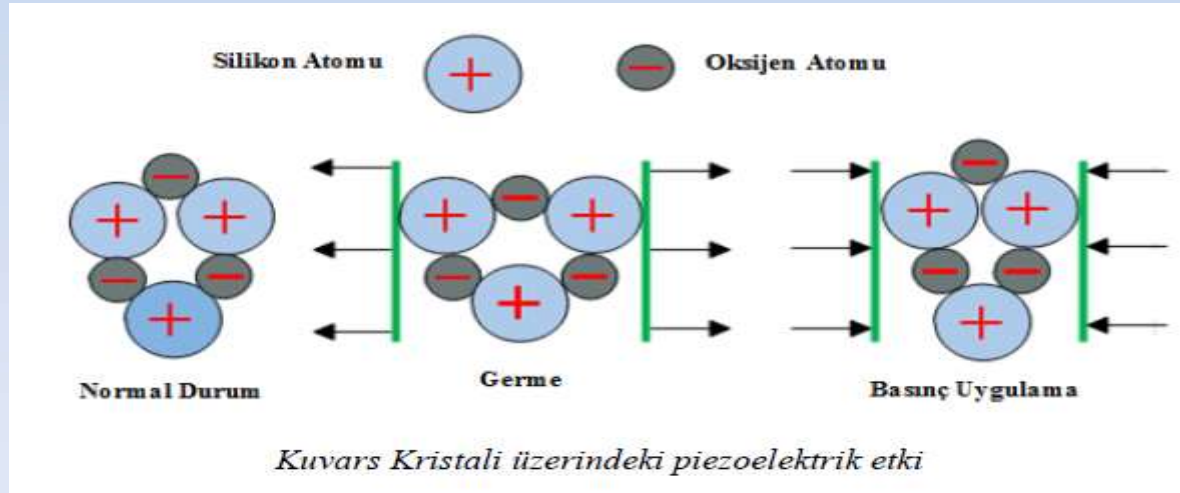 Silikon Atomu
Oksijen Atomu
Normal Durum
Germe
Basınç Uygulama
Kuvars Kristali üzerindeki piezoelektrik etki